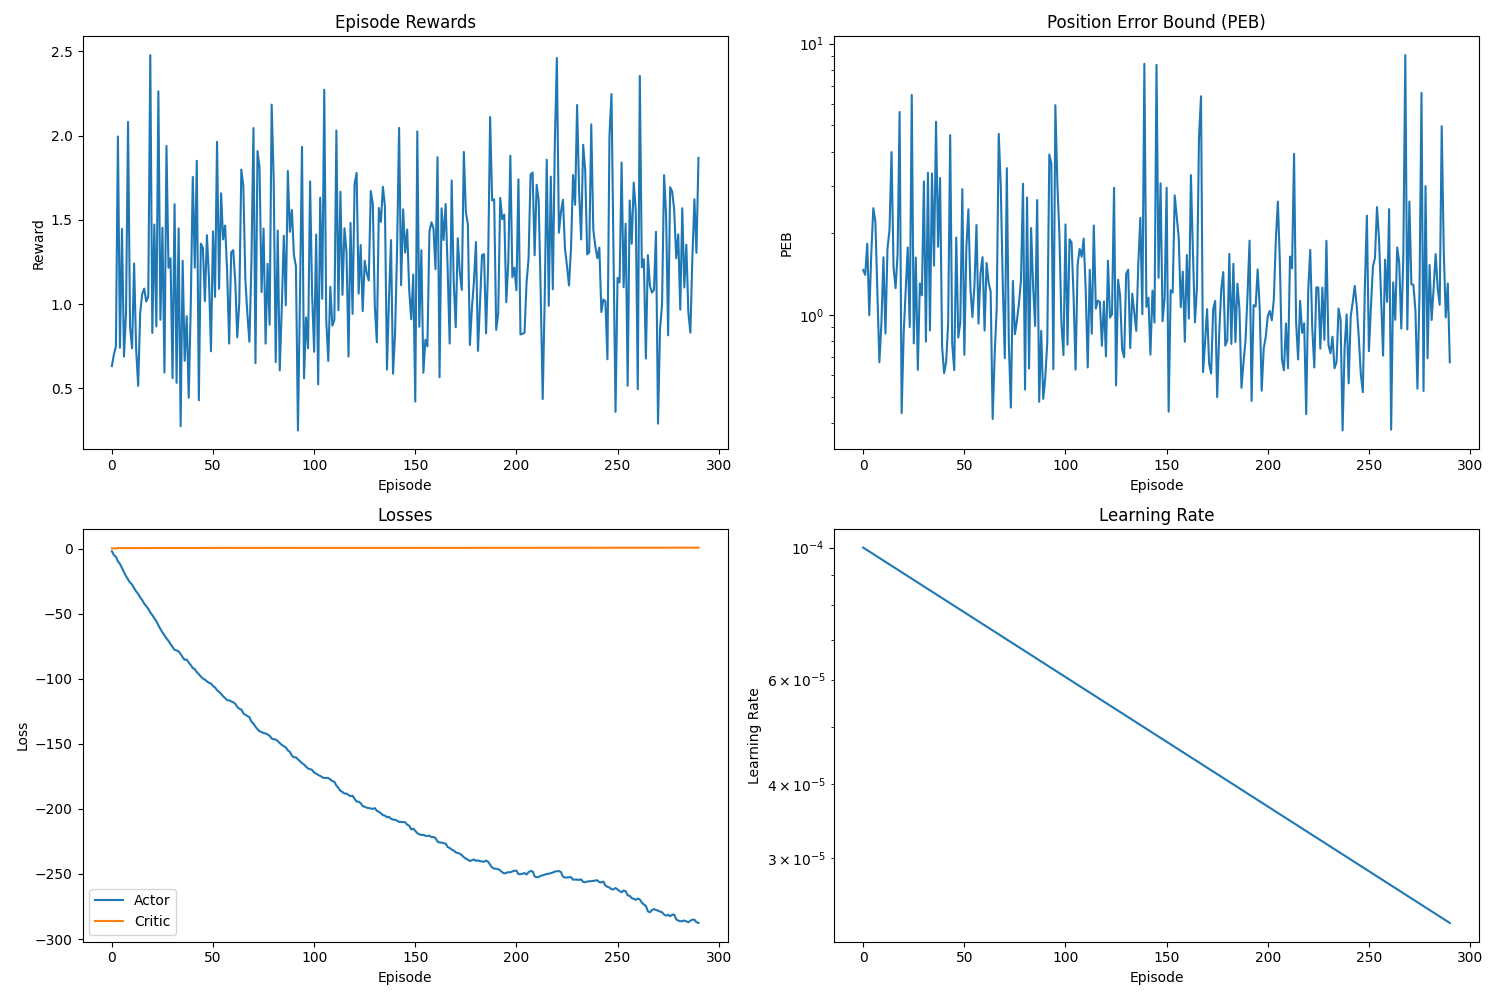 Episode Rewards
Reward
2.5
2.0
1.5
1.0
0.5
0 50 100 150 200 250 300
Episode
Position Error Bound (PEB)
PEB
10¹
10⁰
0 50 100 150 200 250 300
Episode
Losses
Loss
0
−50
−100
−150
−200
−250
−300
Actor
Critic
0 50 100 150 200 250 300
Episode
Learning Rate
Learning Rate
10⁻⁴
6 × 10⁻⁵
4 × 10⁻⁵
3 × 10⁻⁵
0 50 100 150 200 250 300
Episode